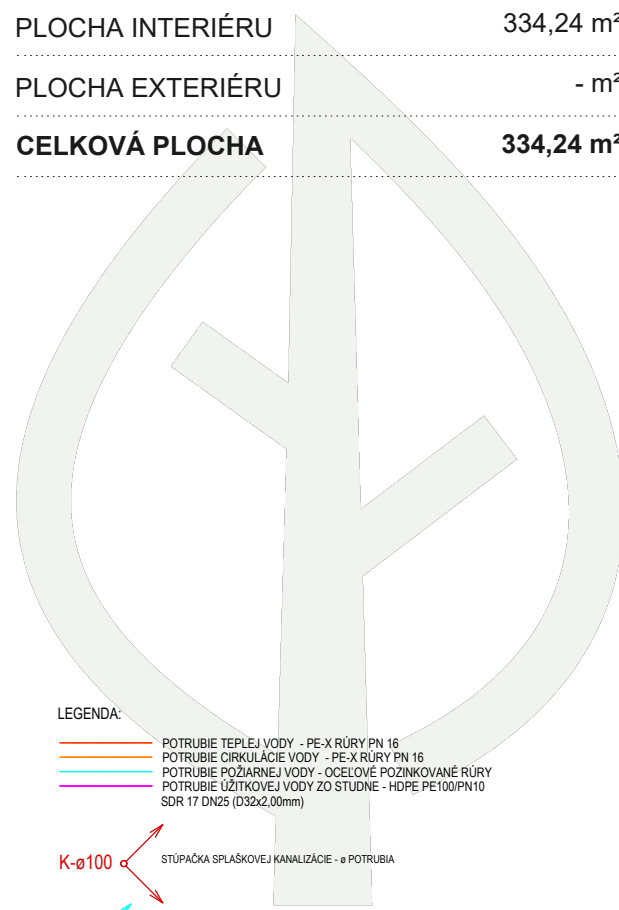 PLOCHA INTERIÉRU 334,24 m²
PLOCHA EXTERIÉRU - m²
CELKOVÁ PLOCHA 334,24 m²
LEGENDA:
POTRUBIE TEPLEJ VODY - PE-X RÚRY PN 16
POTRUBIE CIRKULÁCIE VODY - PE-X RÚRY PN 16
POTRUBIE POŽIARNEJ VODY - OCEĽOVÉ POZINKOVANÉ RÚRY
POTRUBIE ÚŽITKOVEJ VODY ZO STUDNE - HDPE PE100/PN10
SDR 17 DN25 (D32x2,00mm)
K-ø100 STÚPAČKA SPLAŠKOVEJ KANALIZÁCIE - ø POTRUBIA